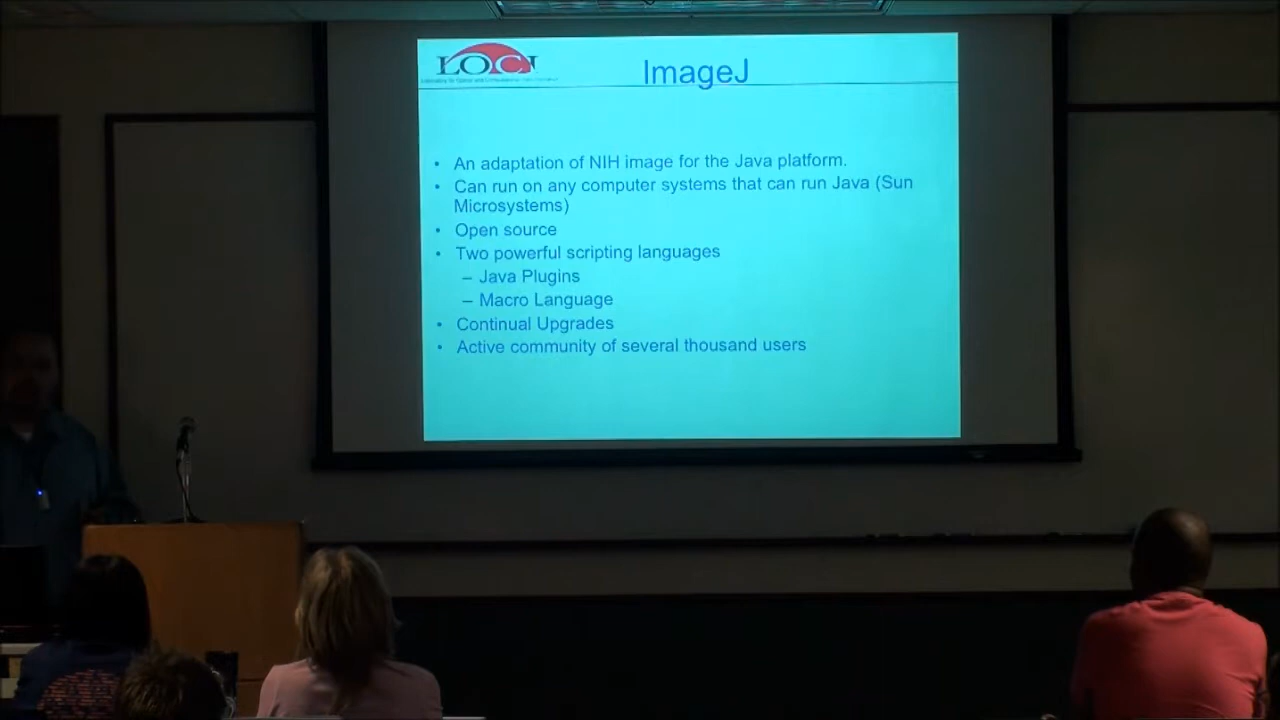 LOCI
ImageJ
• An adaptation of NIH image for the Java platform.
• Can run on any computer systems that can run Java (Sun
Microsystems)
• Open source
• Two powerful scripting languages
– Java Plugins
– Macro Language
• Continual Upgrades
• Active community of several thousand users